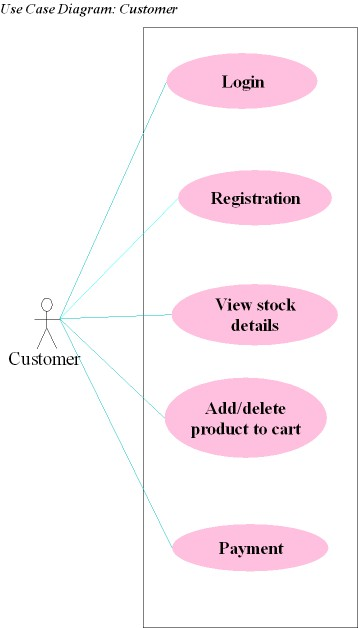 Use Case Diagram: Customer
Login
Registration
View stock
details
Customer
Add/delete
product to cart
Payment